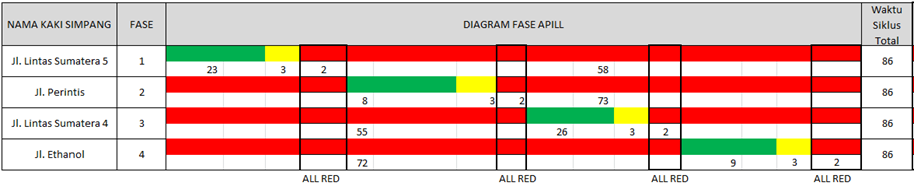 NAMA KAKI SIMPANG FASE DIAGRAM FASE APILL Waktu Siklus Total
Jl. Lintas Sumatera 5 1 86
23 3 2 58
Jl. Perintis 2 86
8 3 2 73
Jl. Lintas Sumatera 4 3 86
55 26 3 2
Jl. Ethanol 4 86
72 9 3 2
ALL RED ALL RED ALL RED ALL RED